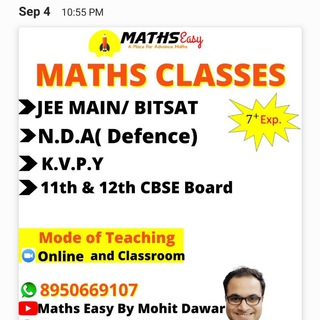 Sep 4 10:55 PM
MATHS Easy
A Place for Advance Maths
MATHS CLASSES
JEE MAIN/ BITSAT
7+ Exp.
N.D.A( Defence)
K.V.P.Y
11th & 12th CBSE Board
Mode of Teaching
Online and Classroom
8950669107
Maths Easy By Mohit Dawar